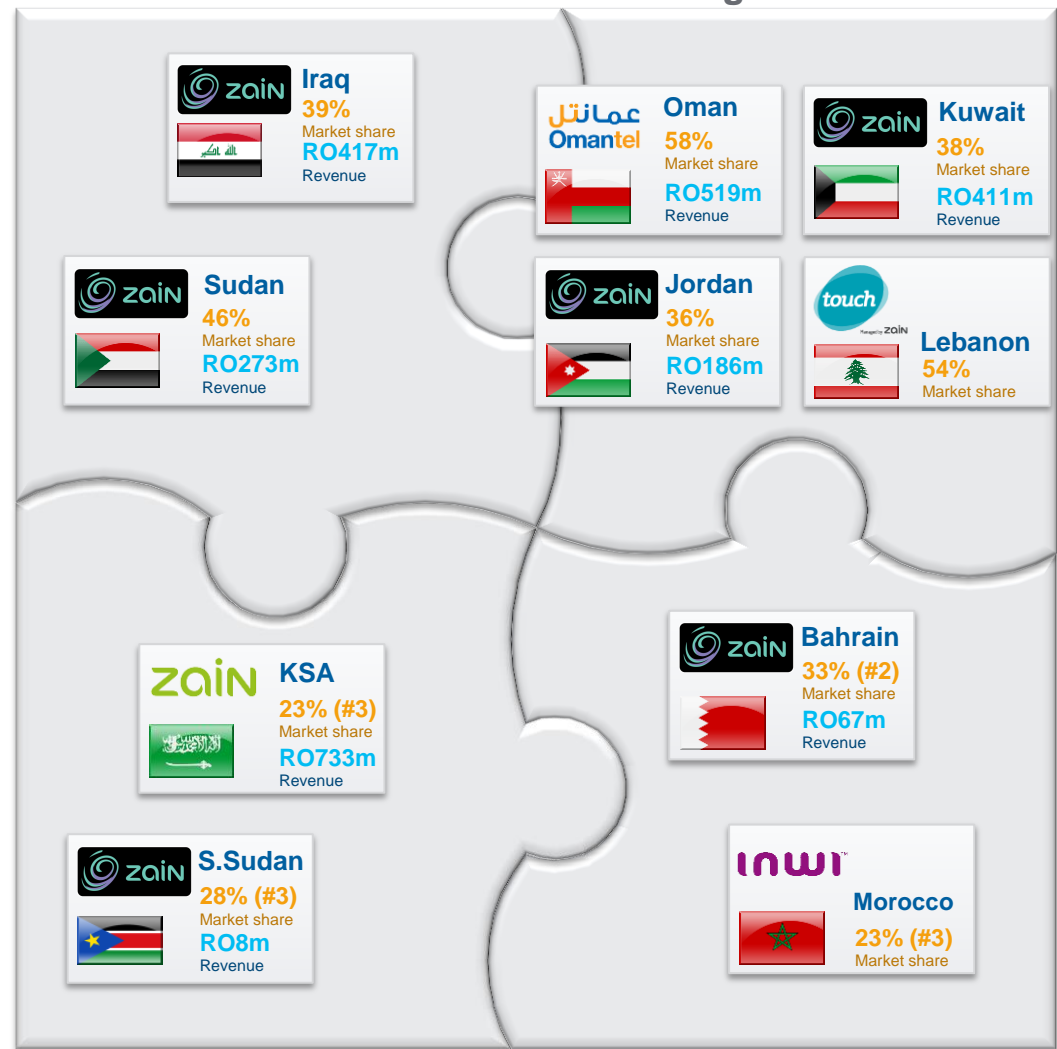 g
zain
Iraq
39%
Market share
RO417m
Revenue
الله اكبر
عمانتل
Omantel
Oman
58%
Market share
RO519m
Revenue
zain
Kuwait
38%
Market share
RO411m
Revenue
zain
Sudan
46%
Market share
RO273m
Revenue
zain
Jordan
36%
Market share
RO186m
Revenue
touch
Managed by zain
Lebanon
54%
Market share
zain
KSA
23% (#3)
Market share
RO733m
Revenue
zain
Bahrain
33% (#2)
Market share
RO67m
Revenue
zain
S.Sudan
28% (#3)
Market share
RO8m
Revenue
inwi™
Morocco
23% (#3)
Market share